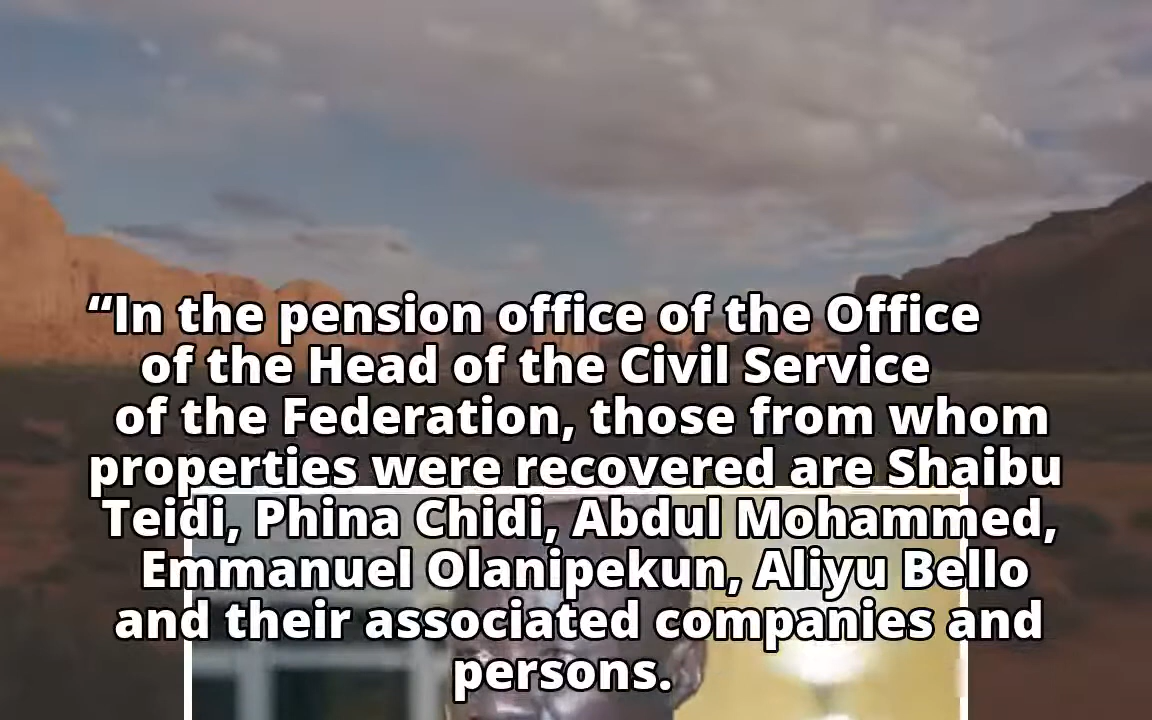 “In the pension office of the Office
of the Head of the Civil Service
of the Federation, those from whom
properties were recovered are Shaibu
Teidi, Phina Chidi, Abdul Mohammed,
Emmanuel Olanipekun, Aliyu Bello
and their associated companies and
persons.